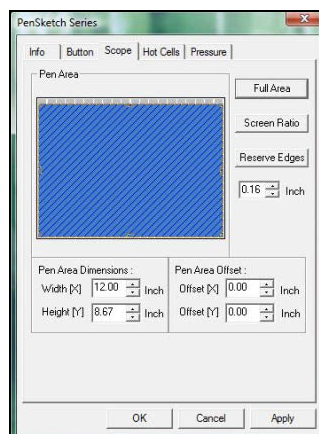 PenSketch Series
Info Button Scope Hot Cells Pressure
Pen Area
Full Area
Screen Ratio
Reserve Edges
0.16 Inch
Pen Area Dimensions :
Width [X] 12.00 Inch
Height [Y] 8.67 Inch
Pen Area Offset :
Offset [X] 0.00 Inch
Offset [Y] 0.00 Inch
OK Cancel Apply